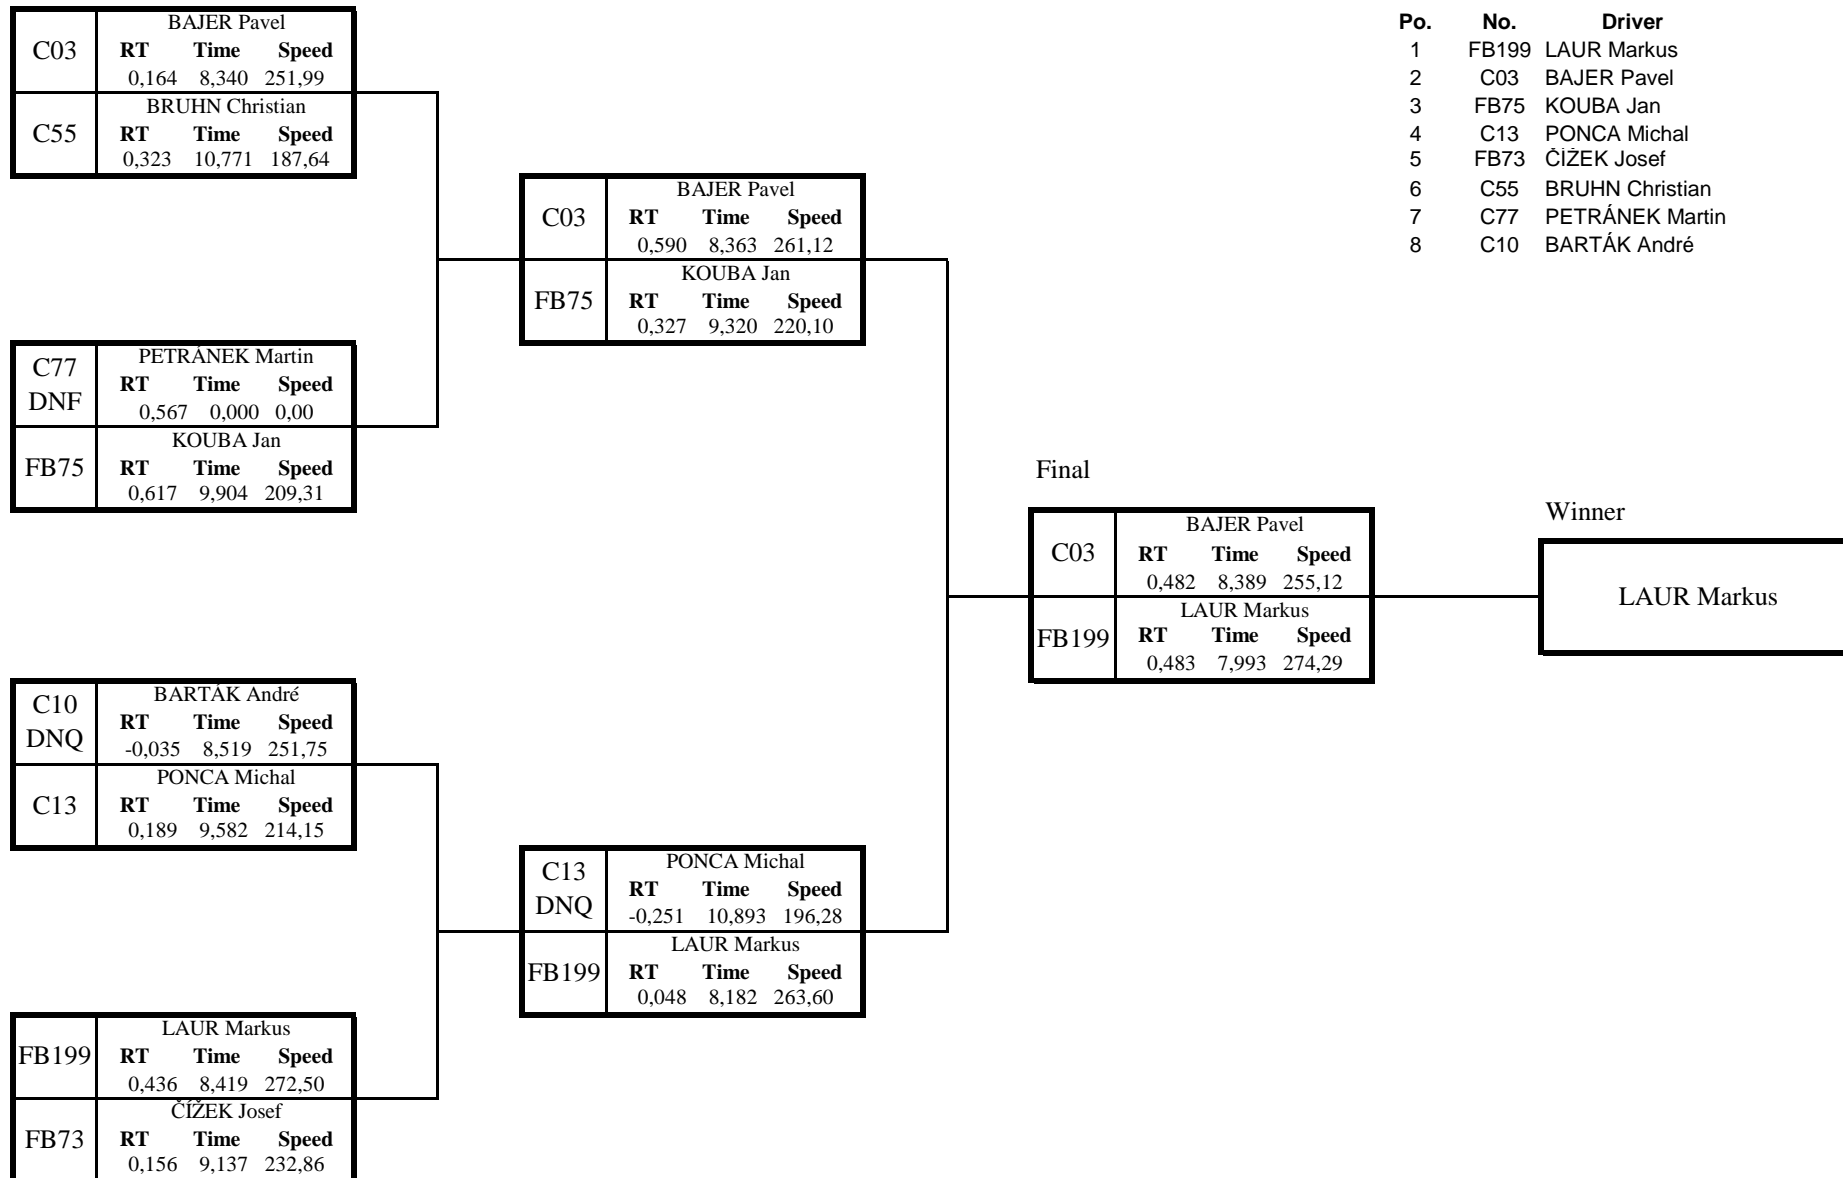 BAJER Pavel
C03
RT Time Speed
0,164 8,340 251,99
BRUHN Christian
C55
RT Time Speed
0,323 10,771 187,64
PETRÁNEK Martin
C77
DNF
RT Time Speed
0,567 0,000 0,00
KOUBA Jan
FB75
RT Time Speed
0,617 9,904 209,31
BARTÁK André
C10
DNQ
RT Time Speed
-0,035 8,519 251,75
PONCA Michal
C13
RT Time Speed
0,189 9,582 214,15
LAUR Markus
FB199
RT Time Speed
0,436 8,419 272,50
ČÍŽEK Josef
FB73
RT Time Speed
0,156 9,137 232,86
BAJER Pavel
C03
RT Time Speed
0,590 8,363 261,12
KOUBA Jan
FB75
RT Time Speed
0,327 9,320 220,10
PONCA Michal
C13
DNQ
RT Time Speed
-0,251 10,893 196,28
LAUR Markus
FB199
RT Time Speed
0,048 8,182 263,60
Final
BAJER Pavel
C03
RT Time Speed
0,482 8,389 255,12
LAUR Markus
FB199
RT Time Speed
0,483 7,993 274,29
Winner
LAUR Markus
Po. No. Driver
1 FB199 LAUR Markus
2 C03 BAJER Pavel
3 FB75 KOUBA Jan
4 C13 PONCA Michal
5 FB73 ČÍŽEK Josef
6 C55 BRUHN Christian
7 C77 PETRÁNEK Martin
8 C10 BARTÁK André